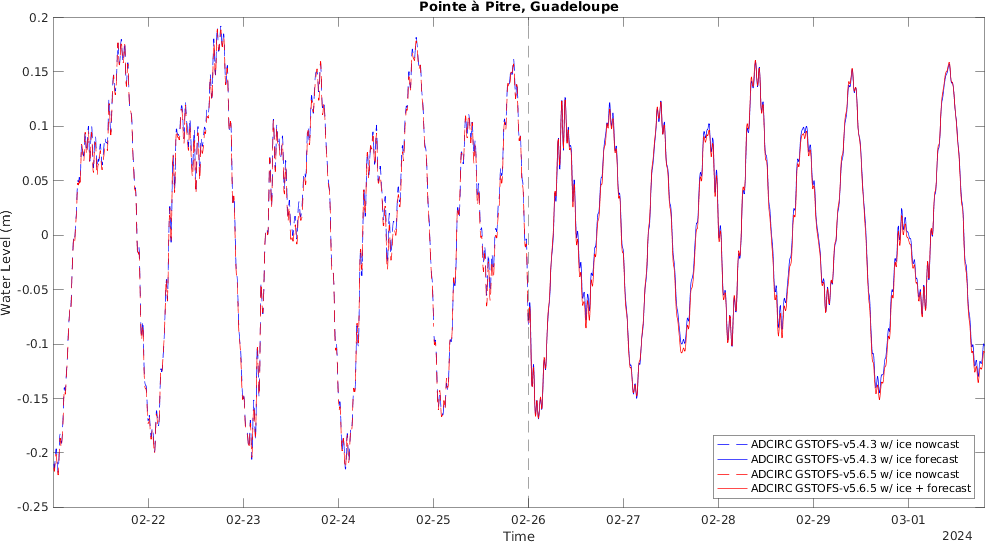 Pointe à Pitre, Guadeloupe
0.2
0.15
0.1
0.05
0
-0.05
-0.1
-0.15
-0.2
-0.25
Water Level (m)
ADCIRC GSTOFS-v5.4.3 w/ ice nowcast
ADCIRC GSTOFS-v5.4.3 w/ ice forecast
ADCIRC GSTOFS-v5.6.5 w/ ice nowcast
ADCIRC GSTOFS-v5.6.5 w/ ice + forecast
02-22 02-23 02-24 02-25 02-26 02-27 02-28 02-29 03-01
Time
2024